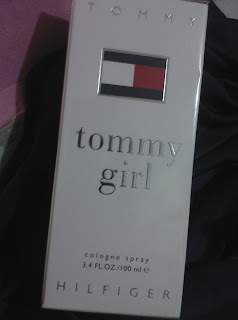 TOMMY
tommy
girl
cologne spray
3.4 FL.OZ./100 ml ℮
HILFIGER